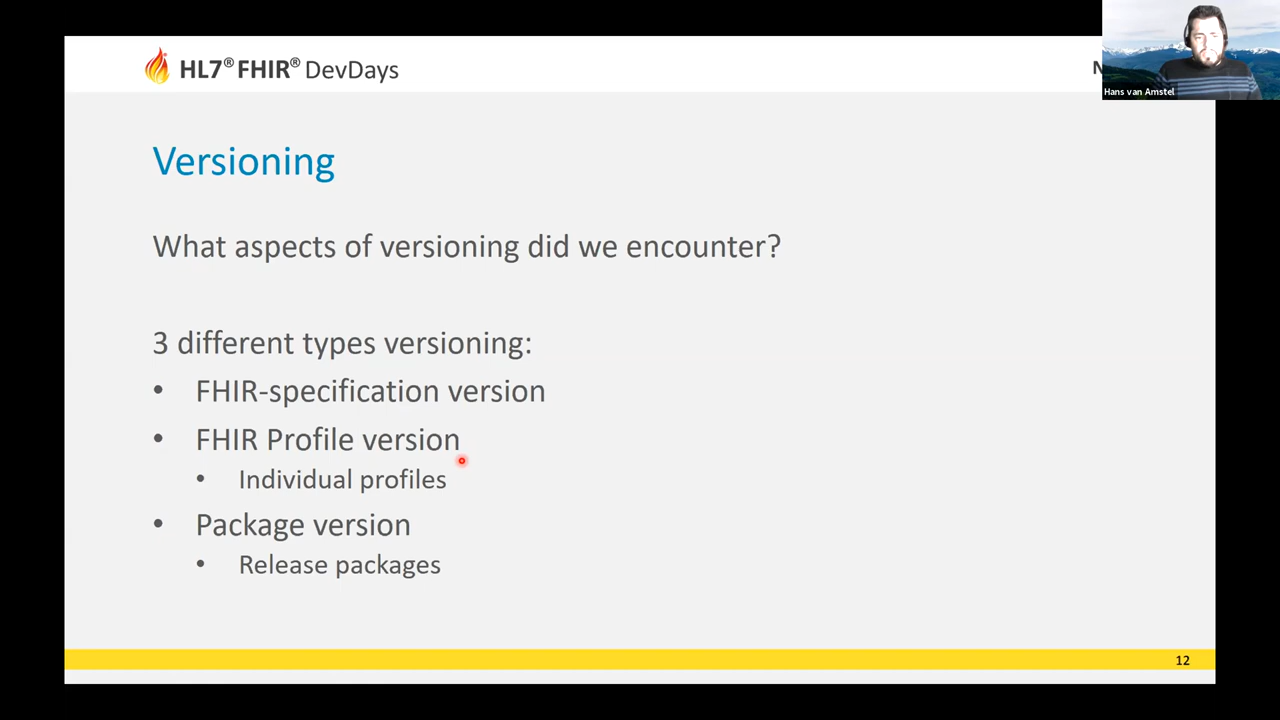 HL7® FHIR® DevDays
Hans van Amstel
Versioning
What aspects of versioning did we encounter?
3 different types versioning:
• FHIR-specification version
• FHIR Profile version
• Individual profiles
• Package version
• Release packages
12